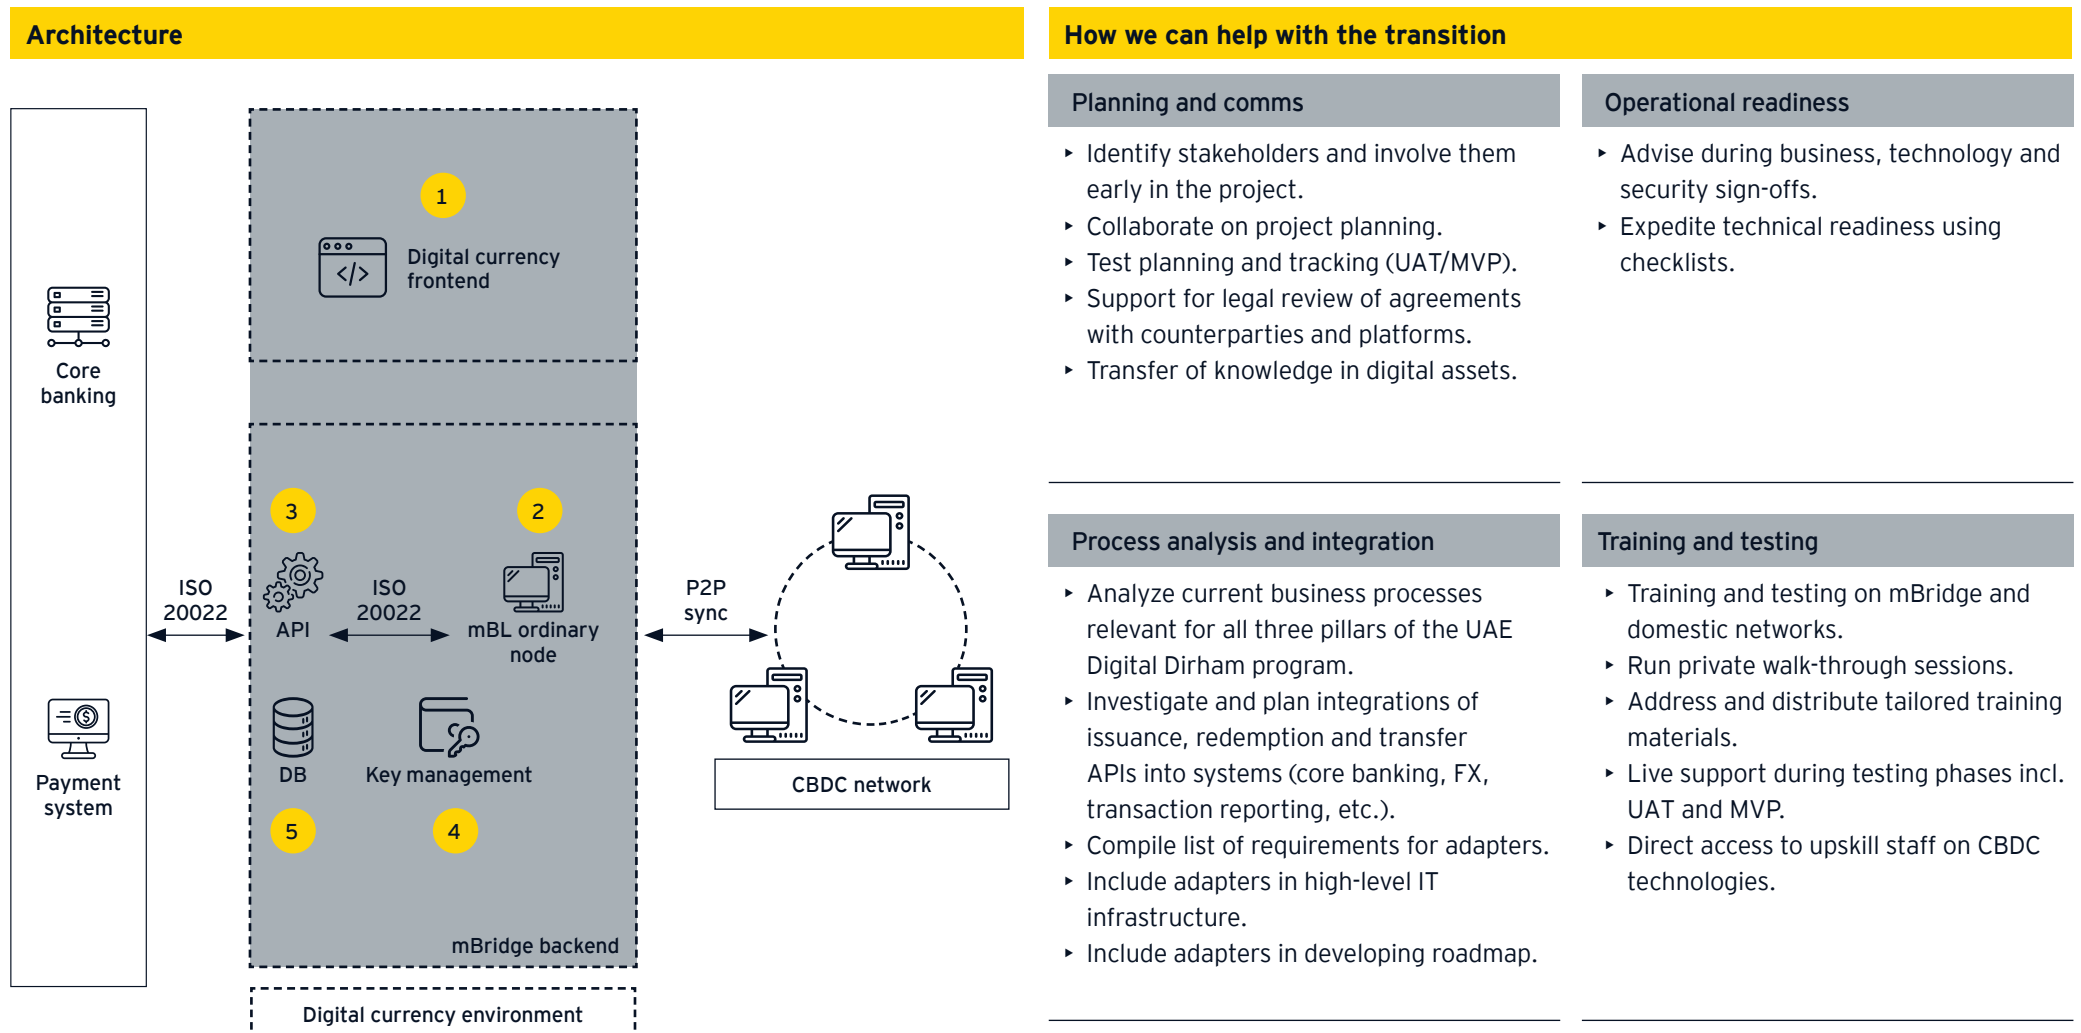 Architecture
1
Digital currency
frontend
Core
banking
3
2
ISO
20022
API
ISO
20022
mBL ordinary
node
P2P
sync
DB
Key management
Payment
system
5
4
CBDC network
mBridge backend
Digital currency environment
How we can help with the transition
Planning and comms
‣ Identify stakeholders and involve them
early in the project.
‣ Collaborate on project planning.
‣ Test planning and tracking (UAT/MVP).
‣ Support for legal review of agreements
with counterparties and platforms.
‣ Transfer of knowledge in digital assets.
Operational readiness
‣ Advise during business, technology and
security sign-offs.
‣ Expedite technical readiness using
checklists.
Process analysis and integration
‣ Analyze current business processes
relevant for all three pillars of the UAE
Digital Dirham program.
‣ Investigate and plan integrations of
issuance, redemption and transfer
APIs into systems (core banking, FX,
transaction reporting, etc.).
‣ Compile list of requirements for adapters.
‣ Include adapters in high-level IT
infrastructure.
‣ Include adapters in developing roadmap.
Training and testing
‣ Training and testing on mBridge and
domestic networks.
‣ Run private walk-through sessions.
‣ Address and distribute tailored training
materials.
‣ Live support during testing phases incl.
UAT and MVP.
‣ Direct access to upskill staff on CBDC
technologies.